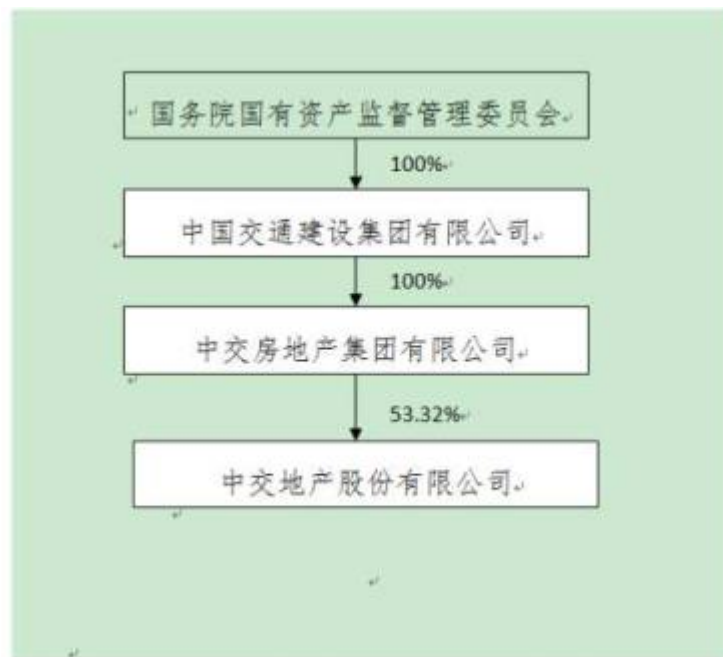 国务院国有资产监督管理委员会
100%
中国交通建设集团有限公司
100%
中交房地产集团有限公司
53.32%
中交地产股份有限公司